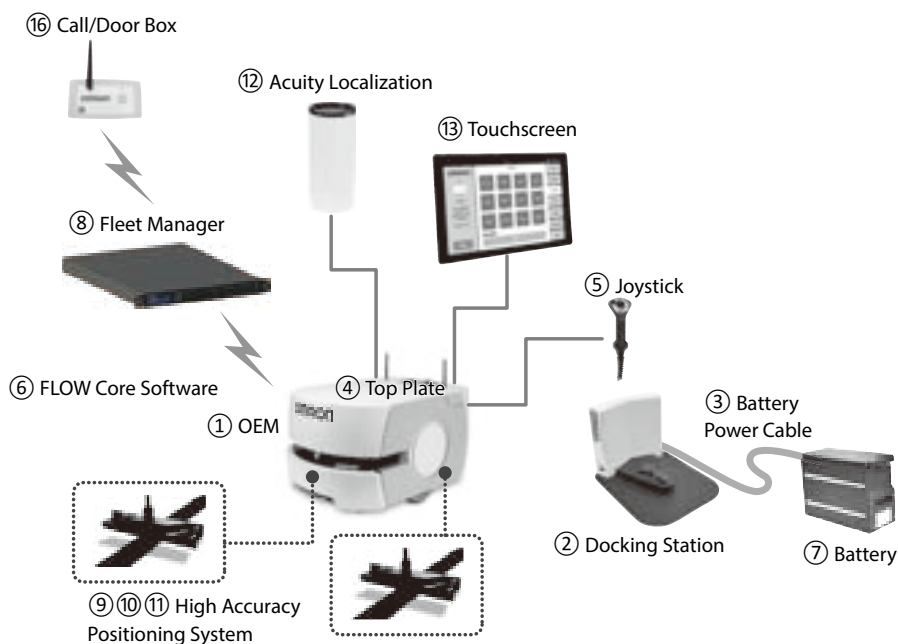 ⑯ Call/Door Box
⑫ Acuity Localization
⑬ Touchscreen
⑧ Fleet Manager
⑤ Joystick
⑥ FLOW Core Software
④ Top Plate
omron
① OEM
③ Battery
Power Cable
② Docking Station
⑦ Battery
⑨⑩⑪ High Accuracy
Positioning System